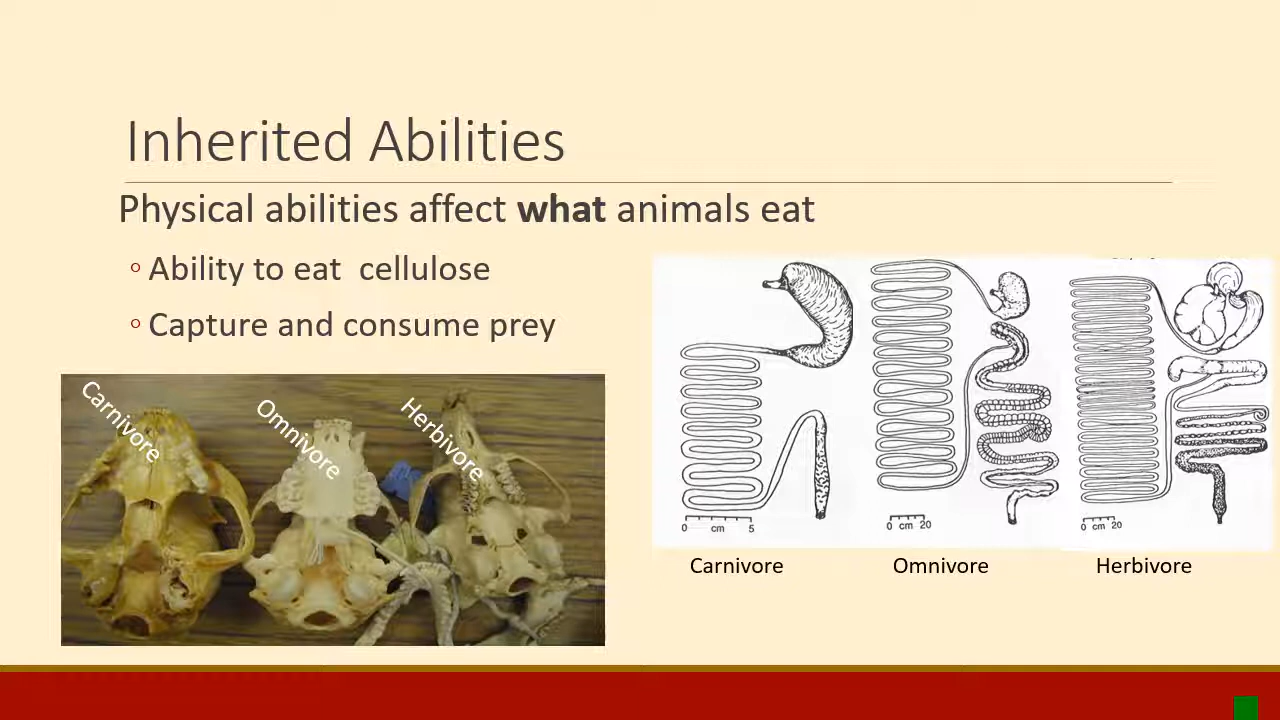 Inherited Abilities
Physical abilities affect what animals eat
◦ Ability to eat cellulose
◦ Capture and consume prey
Carnivore
Omnivore
Herbivore
0 cm 5
0 cm 20
0 cm 20
Carnivore
Omnivore
Herbivore